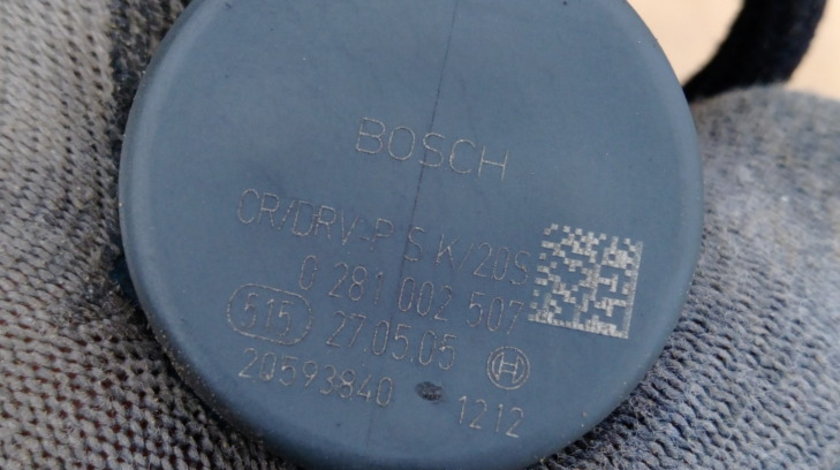 BOSCH
CR/DRV-P S K/20S
0 281 002 507
515 27.05.05 H
20593840 1212